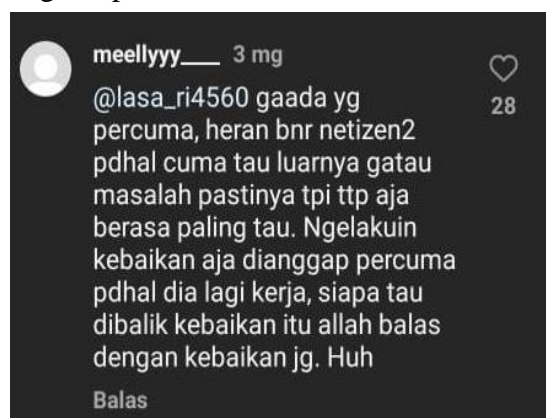 meellyyy___ 3 mg
@lasa_ri4560 gaada yg
28
percuma, heran bnr netizen2
pdhal cuma tau luarnya gatau
masalah pastinya tpi ttp aja
berasa paling tau. Ngelakuin
kebaikan aja dianggap percuma
pdhal dia lagi kerja, siapa tau
dibalik kebaikan itu allah balas
dengan kebaikan jg. Huh
Balas